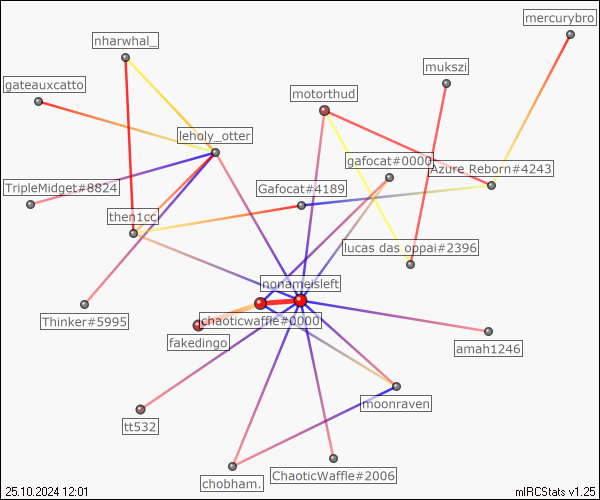 mercurybro
nharwhal_
mukszi
gateauxcatto
motorthud
leholy_otter
gafocat#0000
Azure Reborn#4243
TripleMidget#8824
Gafocat#4189
then1cc
lucas das oppai#2396
nonameisleft
Thinker#5995
chaoticwaffle#0000
fakedingo
amah1246
moonraven
tt532
chobham.
ChaoticWaffle#2006
25.10.2024 12:01
mIRCStats v1.25